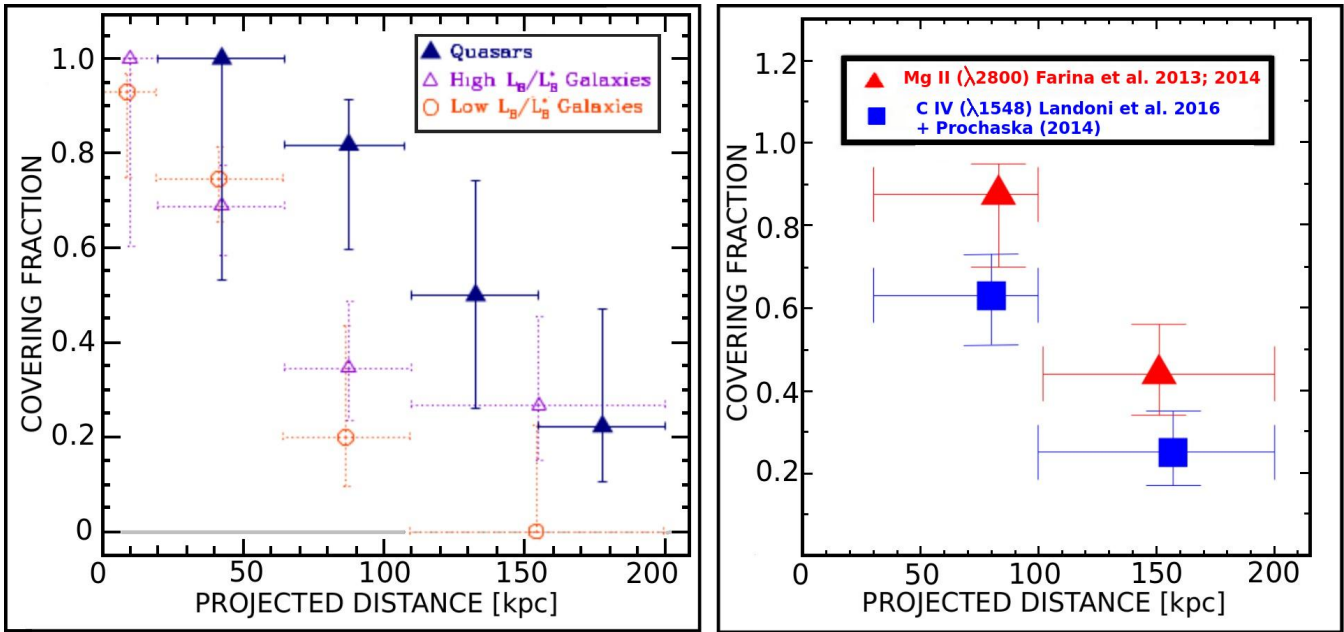 1.0
0.8
0.6
0.4
0.2
0
COVERING FRACTION
Quasars
High L_B/L_B^* Galaxies
Low L_B/L_B^* Galaxies
0 50 100 150 200
PROJECTED DISTANCE [kpc]
1.2
1.0
0.8
0.6
0.4
0.2
COVERING FRACTION
Mg II (λ2800) Farina et al. 2013; 2014
C IV (λ1548) Landoni et al. 2016
+ Prochaska (2014)
0 50 100 150 200
PROJECTED DISTANCE [kpc]